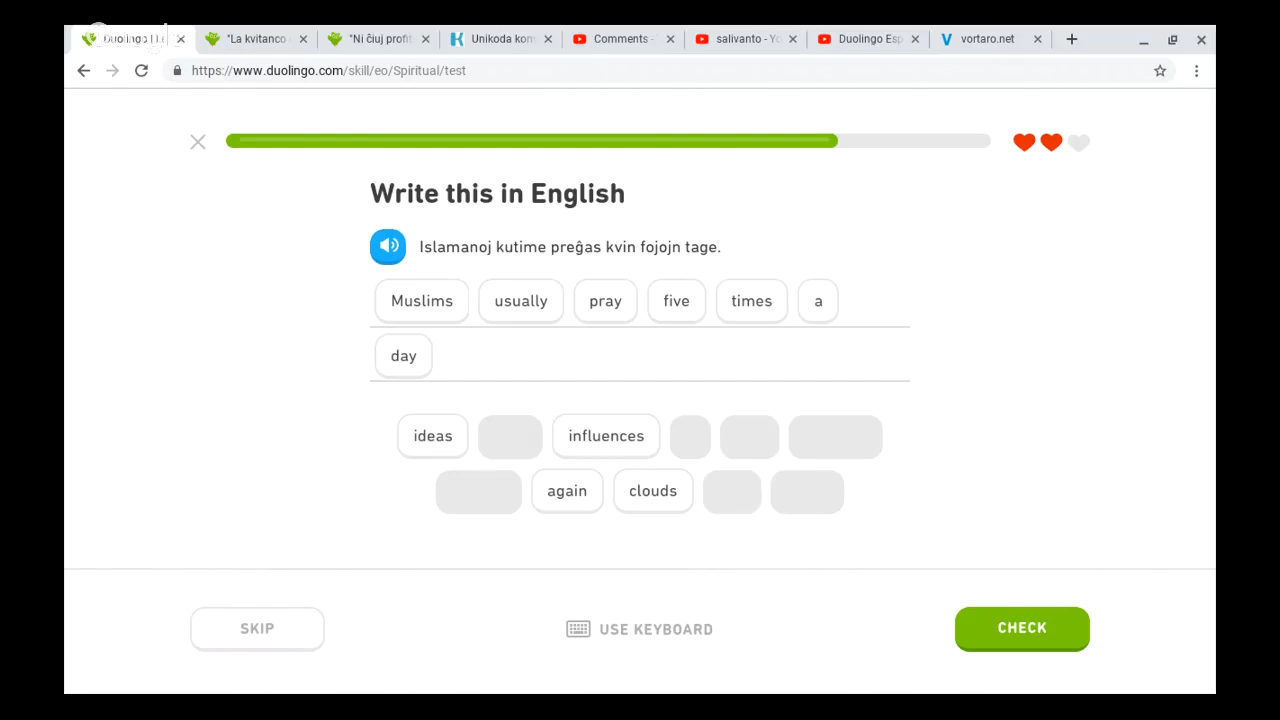 Duolingo | Le
"La kvitanco
"Ni ĉiuj profit
Unikoda kon
Comments -
salivanto - Yo
Duolingo Esp
vortaro.net
https://www.duolingo.com/skill/eo/Spiritual/test
Write this in English
Islamanoj kutime preĝas kvin fojojn tage.
Muslims usually pray five times a
day
ideas influences
again clouds
SKIP USE KEYBOARD CHECK